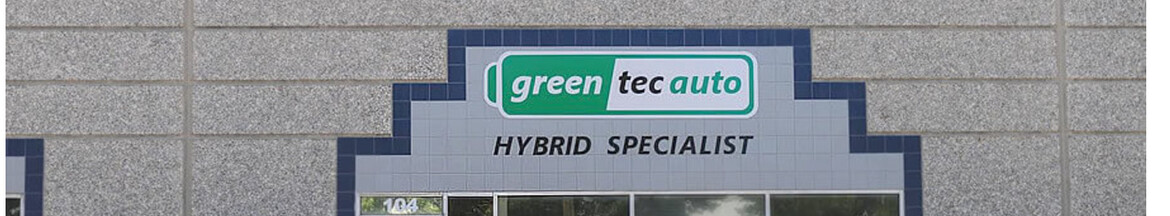 green tec auto
HYBRID SPECIALIST
104